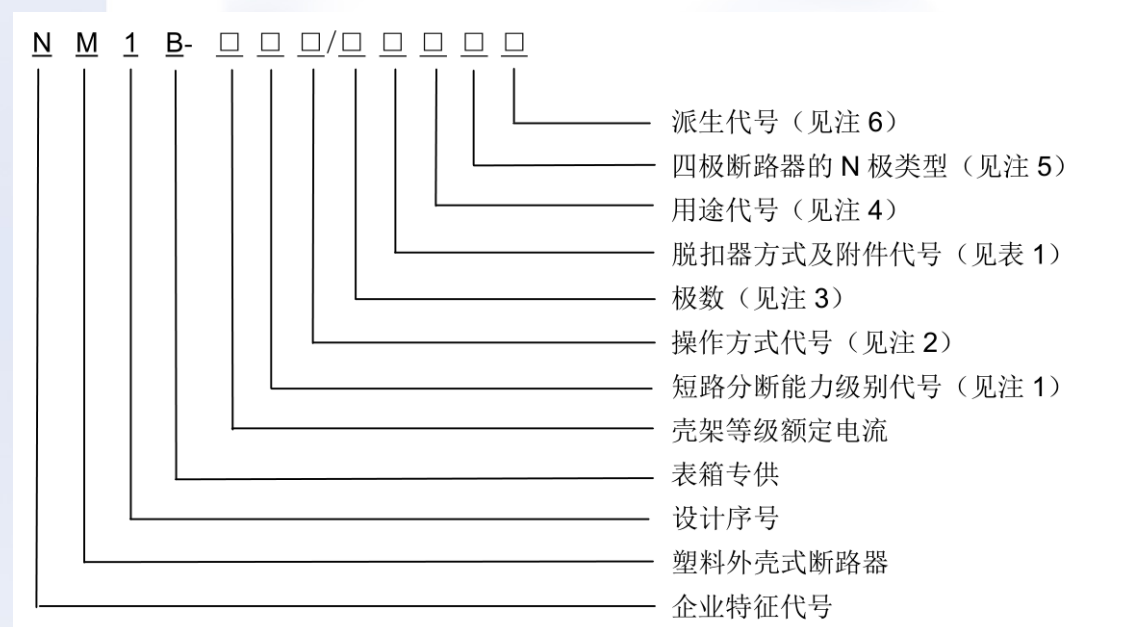 N M 1 B- □ □ □/□ □ □ □ □
派生代号（见注 6）
四极断路器的 N 极类型（见注 5）
用途代号（见注 4）
脱扣器方式及附件代号（见表 1）
极数（见注 3）
操作方式代号（见注 2）
短路分断能力级别代号（见注 1）
壳架等级额定电流
表箱专供
设计序号
塑料外壳式断路器
企业特征代号